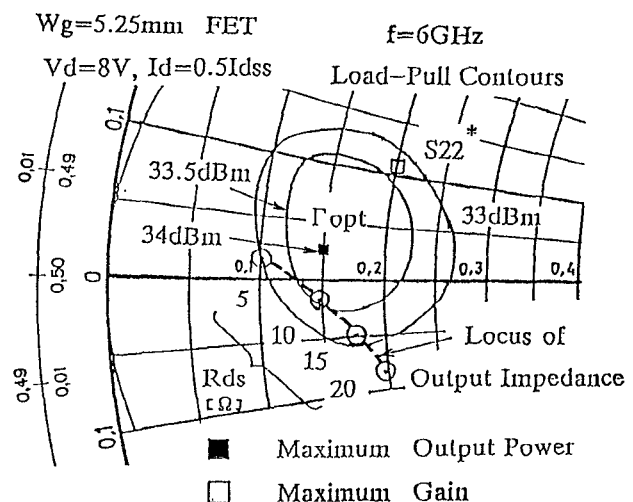 Wg=5.25mm FET
f=6GHz
Vd=8V, Id=0.5Idss
Load-Pull Contours
0,1
S22*
0,01
0,49
33.5dBm
Γopt
33dBm
34dBm
0,50
0
0,1
0,2
0,3
0,4
5
10
Locus of
15
Rds
20
Output Impedance
[Ω]
0,49
0,01
0,1
■ Maximum Output Power
□ Maximum Gain